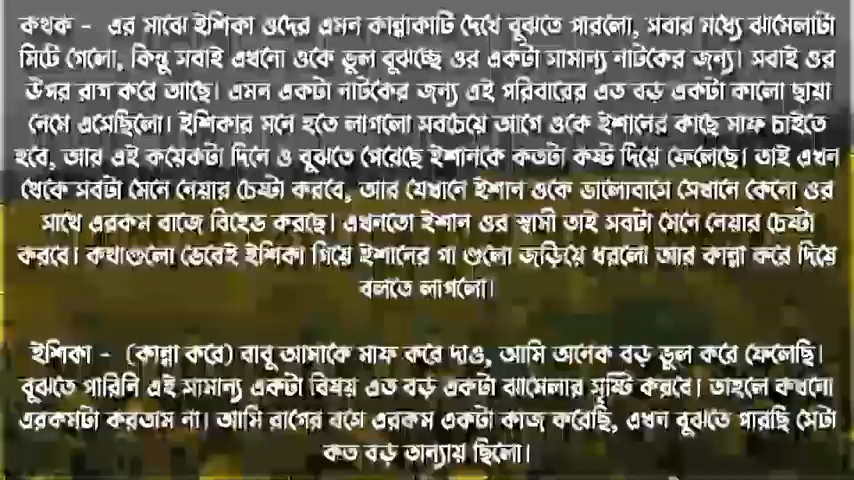 কথক - এর মাঝে ইশিকা ওদের এমন কান্নাকাটি দেখে বুঝতে পারলো, সবার মধ্যে ঝামেলাটা
মিটে গেলো, কিন্তু সবাই এখনো ওকে ভুল বুঝচ্ছে ওর একটা সামান্য নাটকের জন্য। সবাই ওর
উপর রাগ করে আছে। এমন একটা নাটকের জন্য এই পরিবারের এত বড় একটা কালো ছায়া
নেমে এসেছিলো। ইশিকার মনে হতে লাগলো সবচেয়ে আগে ওকে ইশানের কাছে মাফ চাইতে
হবে, আর এই কয়েকটা দিনে ও বুঝতে পেরেছে ইশানকে কতটা কষ্ট দিয়ে ফেলেছে। তাই এখন
থেকে সবটা মেনে নেয়ার চেষ্টা করবে, আর যেখানে ইশান ওকে ভালোবাসে সেখানে কেনো ওর
সাথে এরকম বাজে বিহেভ করছে। এখনতো ইশান ওর স্বামী তাই সবটা মেনে নেয়ার চেষ্টা
করবে। কথাগুলো ভেবেই ইশিকা গিয়ে ইশানের পা গুলো জড়িয়ে ধরলো আর কান্না করে দিয়ে
বলতে লাগলো।
ইশিকা - (কান্না করে) বাবু আমাকে মাফ করে দাও, আমি অনেক বড় ভুল করে ফেলেছি।
বুঝতে পারিনি এই সামান্য একটা বিষয় এত বড় একটা ঝামেলার সৃষ্টি করবে। তাহলে কখনো
এরকমটা করতাম না। আমি রাগের বসে এরকম একটা কাজ করেছি, এখন বুঝতে পারছি সেটা
কত বড় অন্যায় ছিলো।